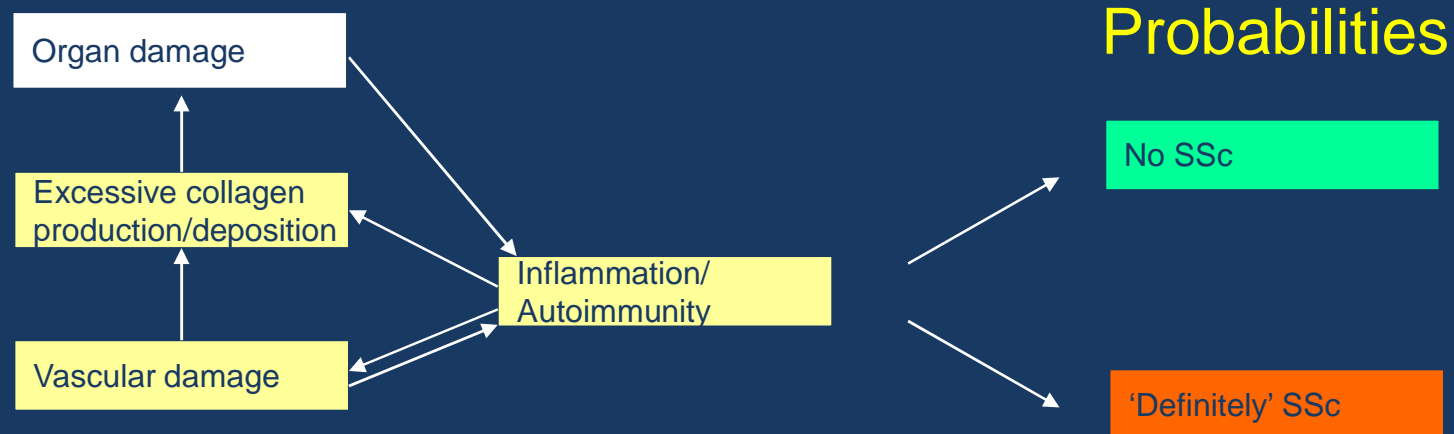 Probabilities
Organ damage
No SSc
Excessive collagen
production/deposition
Inflammation/
Autoimmunity
Vascular damage
‘Definitely’ SSc